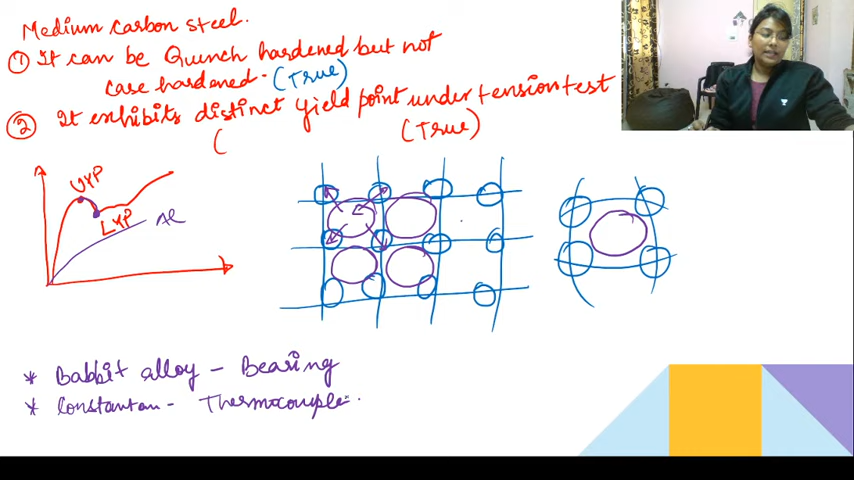 Medium carbon steel.
① It can be Qunch hardened but not
case hardened - (True)
② It exhibits distinct yield point under tension test
( (True)
UYP
LYP
Al
* Babbit alloy - Bearing
* Constantan - Thermocouple.